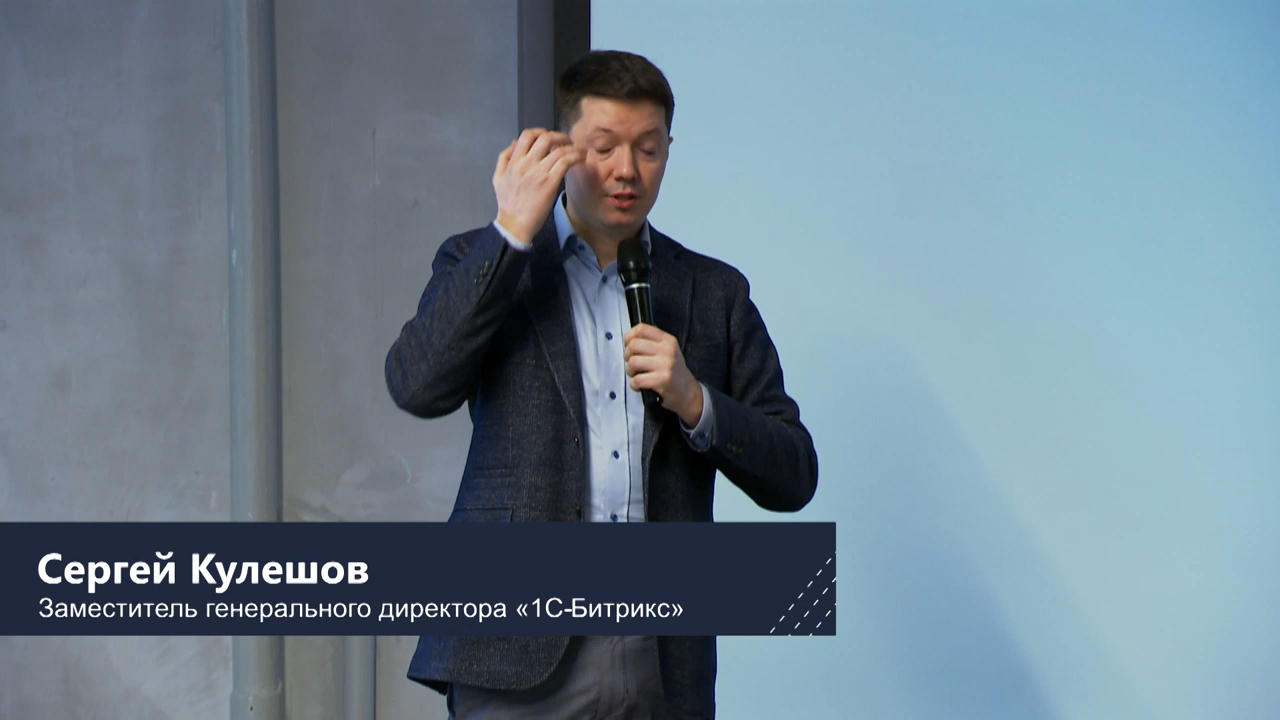 Сергей Кулешов
Заместитель генерального директора «1С-Битрикс»